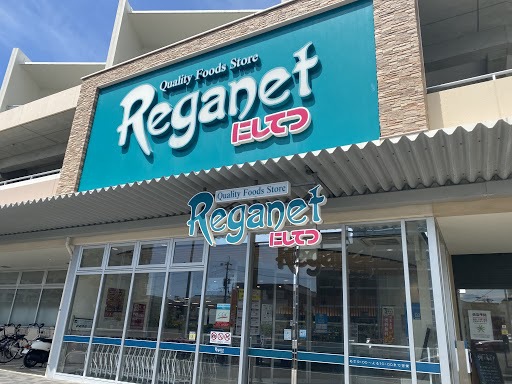 Quality Foods Store
Reganet
にしてつ
Quality Foods Store
Reganet
にしてつ